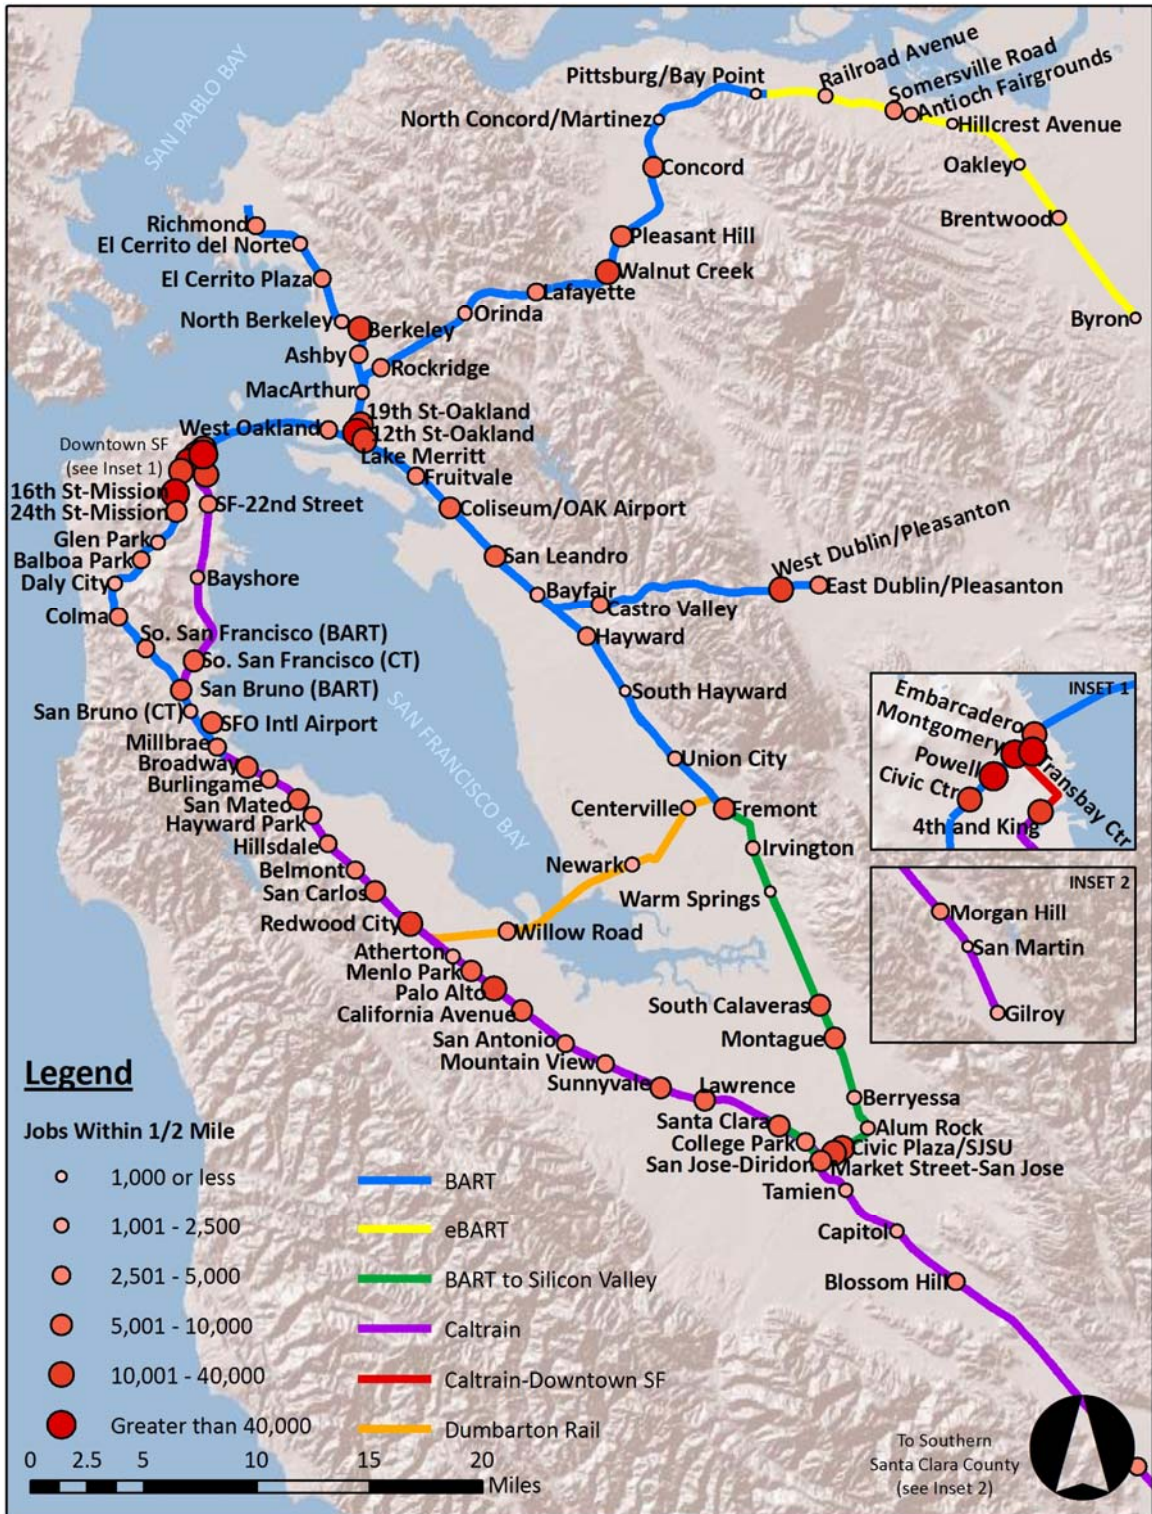 SAN PABLO BAY
Pittsburg/Bay Point
Railroad Avenue
Somersville Road
Antioch Fairgrounds
North Concord/Martinez
Hillcrest Avenue
Concord
Oakley
Brentwood
Richmond
El Cerrito del Norte
Pleasant Hill
El Cerrito Plaza
Walnut Creek
Lafayette
Orinda
Byron
North Berkeley
Berkeley
Ashby
Rockridge
MacArthur
19th St-Oakland
West Oakland
12th St-Oakland
Downtown SF
(see Inset 1)
Lake Merritt
Fruitvale
16th St-Mission
24th St-Mission
SF-22nd Street
Coliseum/OAK Airport
Glen Park
Balboa Park
San Leandro
West Dublin/Pleasanton
Daly City
Bayshore
Bayfair
East Dublin/Pleasanton
Castro Valley
Colma
So. San Francisco (BART)
Hayward
So. San Francisco (CT)
San Bruno (BART)
South Hayward
San Bruno (CT)
SFO Intl Airport
SAN FRANCISCO BAY
Millbrae
Broadway
Burlingame
Union City
San Mateo
Hayward Park
Centerville
Fremont
Hillsdale
Irvington
Belmont
Newark
San Carlos
Warm Springs
Redwood City
Willow Road
Atherton
Menlo Park
Palo Alto
California Avenue
South Calaveras
San Antonio
Montague
Mountain View
Sunnyvale
Lawrence
Berryessa
Santa Clara
Alum Rock
College Park
Civic Plaza/SJSU
San Jose-Diridon
Market Street-San Jose
Tamien
Capitol
Blossom Hill
INSET 1
Embarcadero
Montgomery
Powell
Civic Ctr
Transbay Ctr
4th and King
INSET 2
Morgan Hill
San Martin
Gilroy
Legend
Jobs Within 1/2 Mile
1,000 or less
1,001 - 2,500
2,501 - 5,000
5,001 - 10,000
10,001 - 40,000
Greater than 40,000
BART
eBART
BART to Silicon Valley
Caltrain
Caltrain-Downtown SF
Dumbarton Rail
0 2.5 5 10 15 20
Miles
To Southern
Santa Clara County
(see Inset 2)